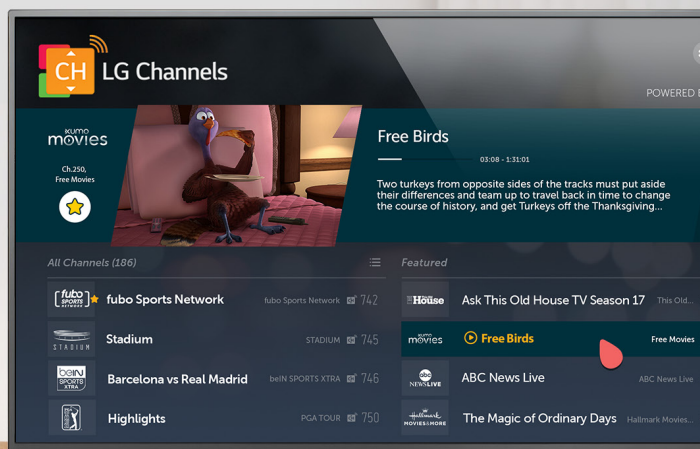 CH LG Channels
POWERED B
xumo
movies
Ch.250,
Free Movies
Free Birds
03:08 - 1:31:01
Two turkeys from opposite sides of the tracks must put aside
their differences and team up to travel back in time to change
the course of history, and get Turkeys off the Thanksgiving...
All Channels (186)
Featured
fubo SPORTS NETWORK fubo Sports Network fubo Sports Network 742
House Ask This Old House TV Season 17 This Old...
STADIUM Stadium STADIUM 745
xumo movies Free Birds Free Movies
beIN SPORTS XTRA Barcelona vs Real Madrid beIN SPORTS XTRA 746
abc NEWS LIVE ABC News Live ABC News Live
Highlights PGA TOUR 750
Hallmark MOVIES & MORE The Magic of Ordinary Days Hallmark Movies...